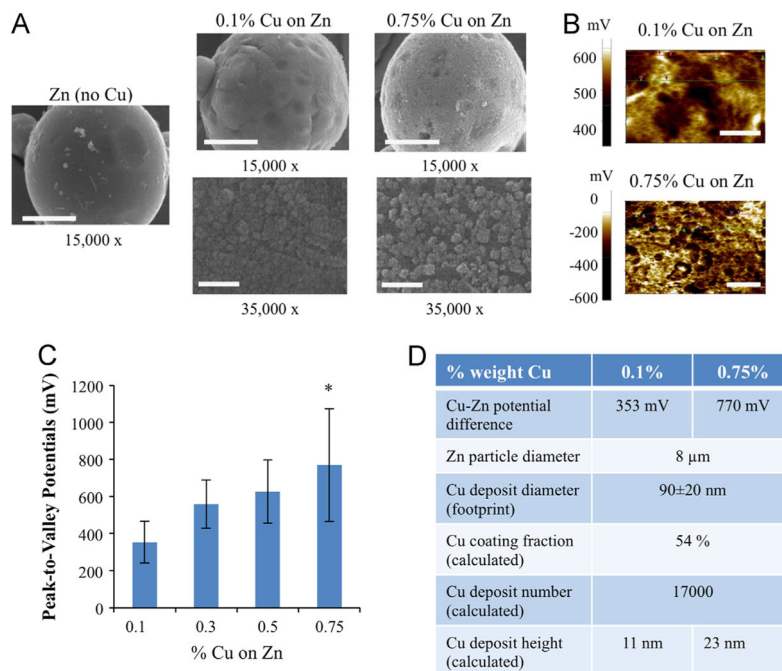 A
Zn (no Cu)
15,000 x
0.1% Cu on Zn
0.75% Cu on Zn
15,000 x
15,000 x
35,000 x
35,000 x
B
mV
0.1% Cu on Zn
600
500
400
mV
0.75% Cu on Zn
0
-200
-400
-600
C
Peak-to-Valley Potentials (mV)
1200
1000
800
600
400
200
0
*
0.1
0.3
0.5
0.75
% Cu on Zn
D
% weight Cu
0.1%
0.75%
Cu-Zn potential
difference
353 mV
770 mV
Zn particle diameter
8 µm
Cu deposit diameter
(footprint)
90±20 nm
Cu coating fraction
(calculated)
54 %
Cu deposit number
(calculated)
17000
Cu deposit height
(calculated)
11 nm
23 nm